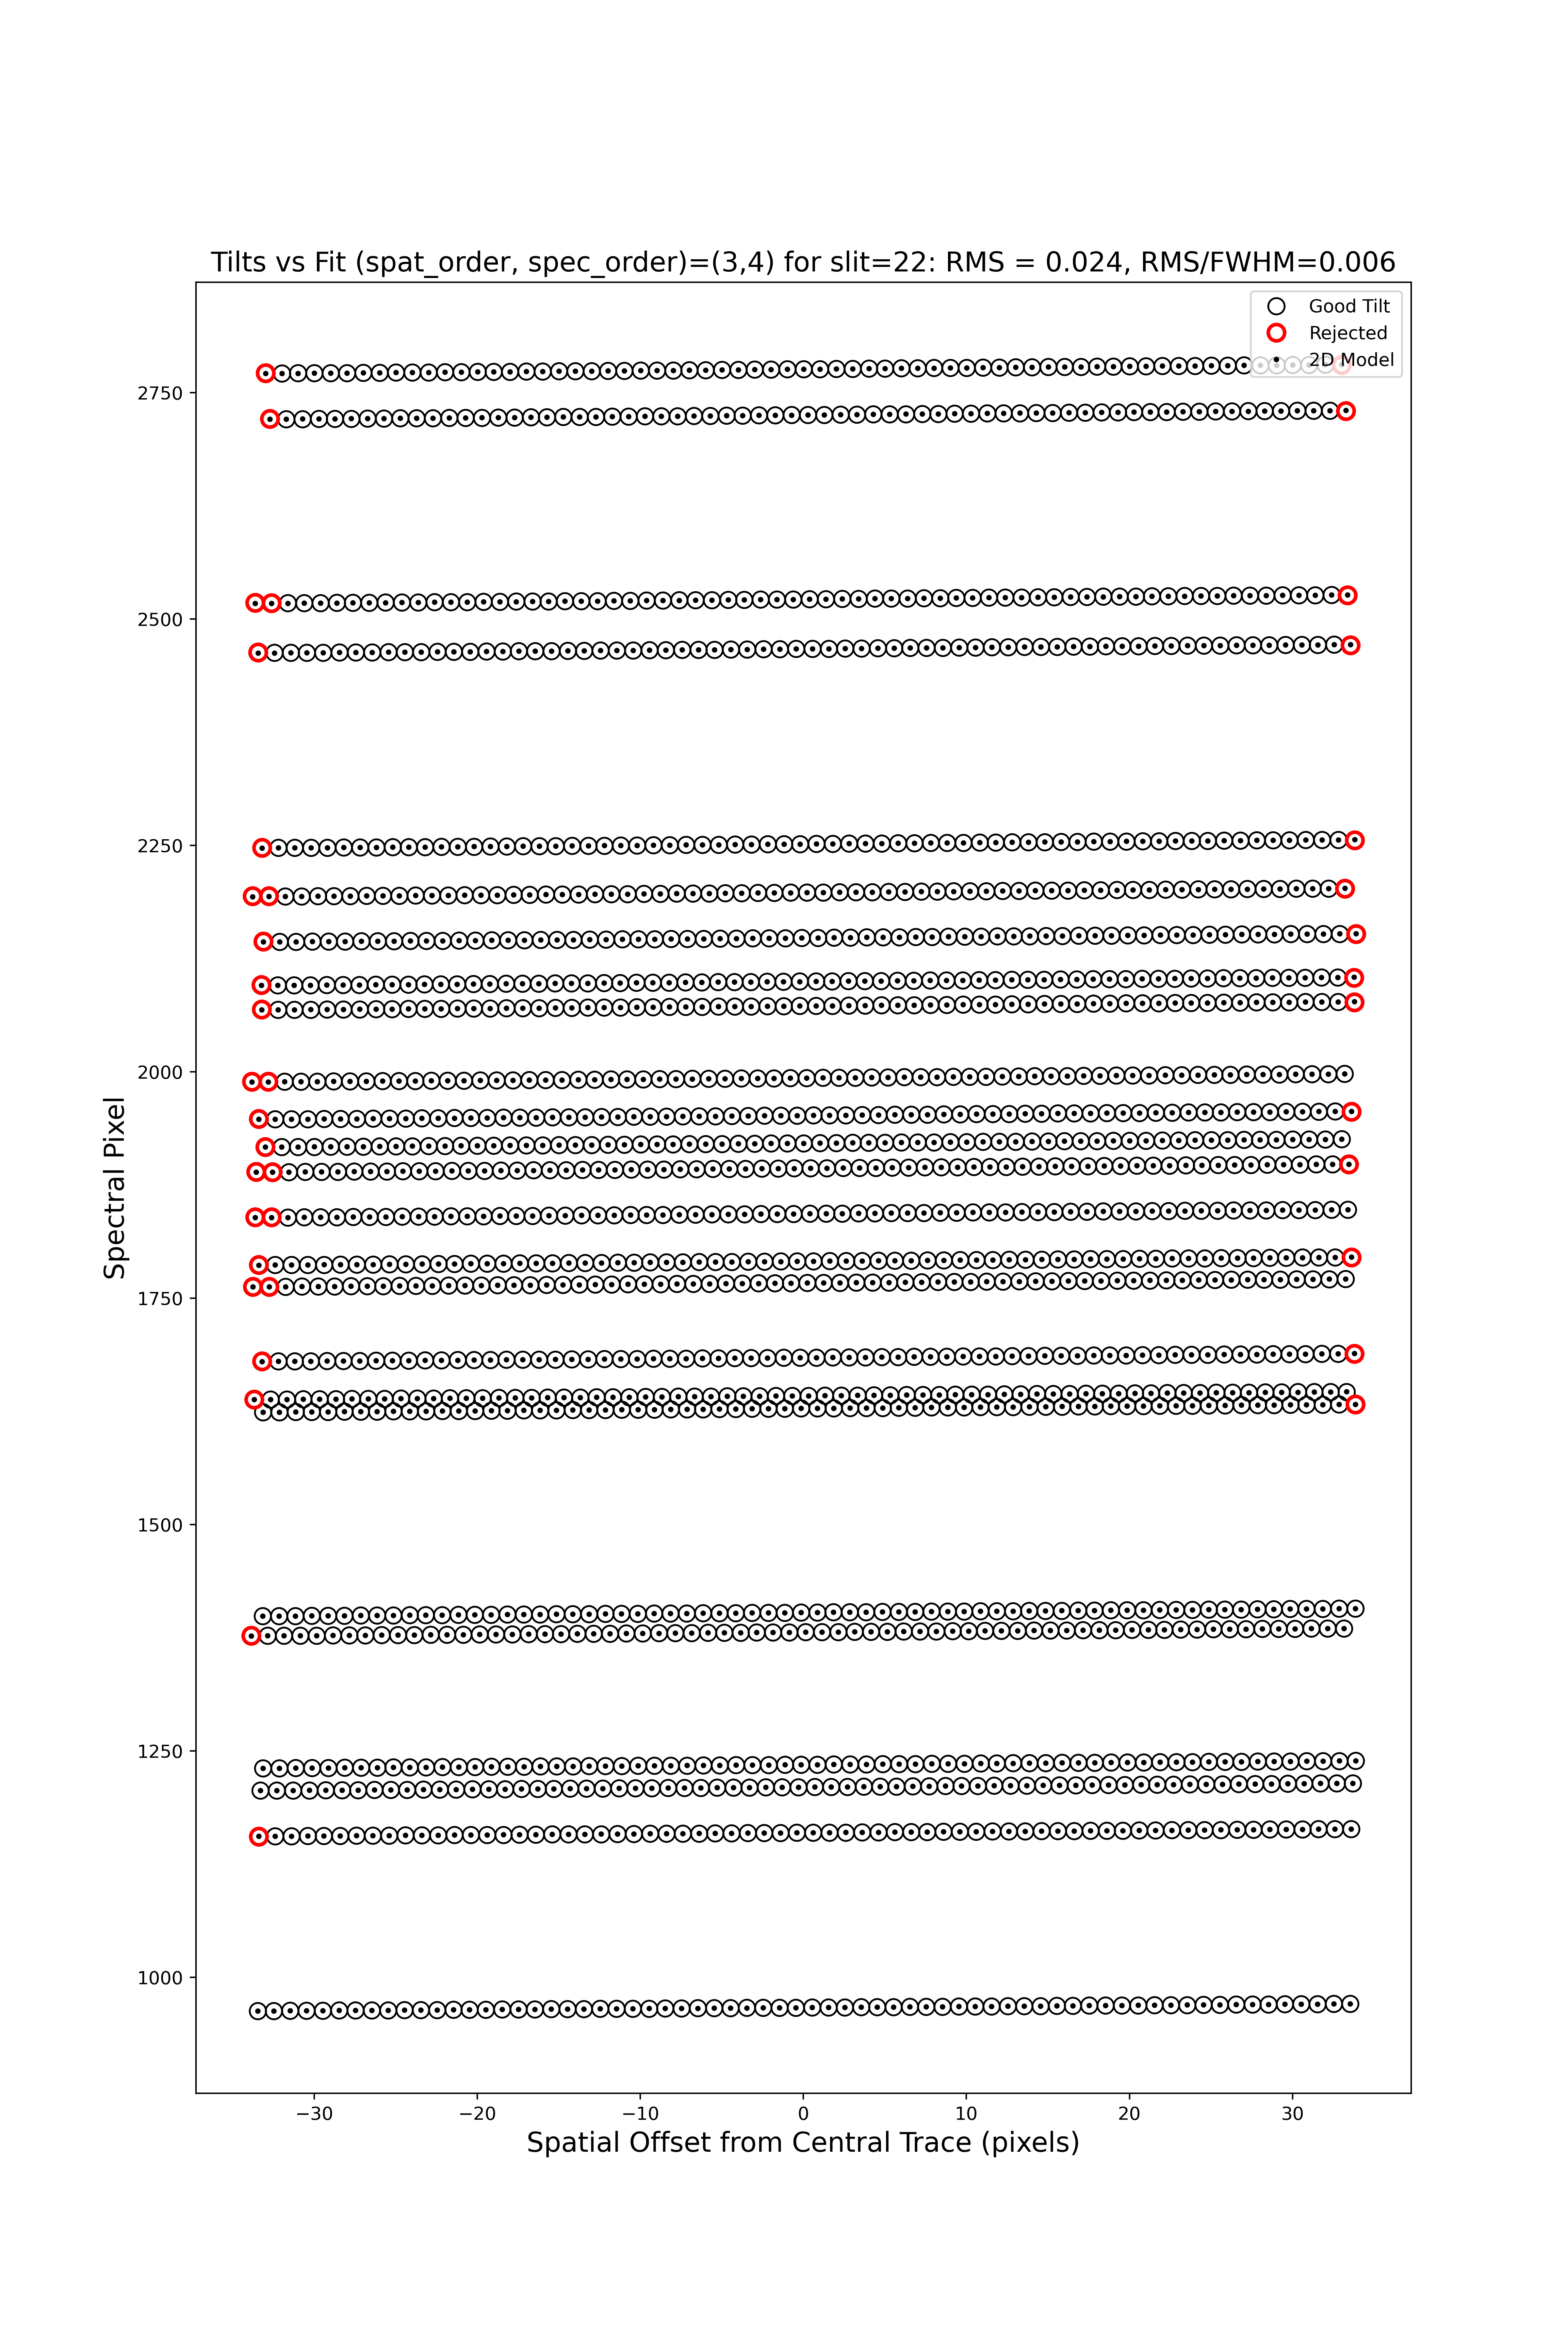 Tilts vs Fit (spat_order, spec_order)=(3,4) for slit=22: RMS = 0.024, RMS/FWHM=0.006
Good Tilt
Rejected
2D Model
2750
2500
2250
2000
1750
1500
1250
1000
Spectral Pixel
−30 −20 −10 0 10 20 30
Spatial Offset from Central Trace (pixels)